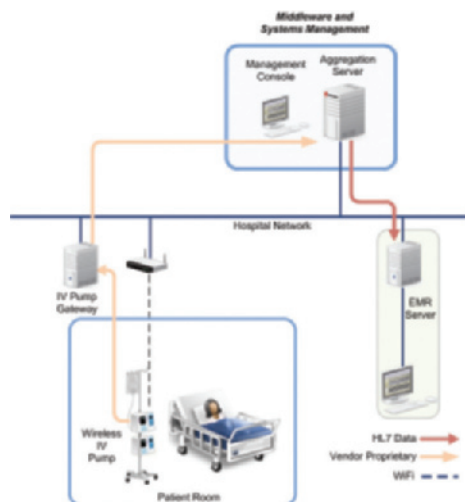 Middleware and
Systems Management
Management
Console
Aggregation
Server
Hospital Network
IV Pump
Gateway
EMR
Server
Wireless
IV
Pump
Patient Room
HL7 Data
Vendor Proprietary
WiFi